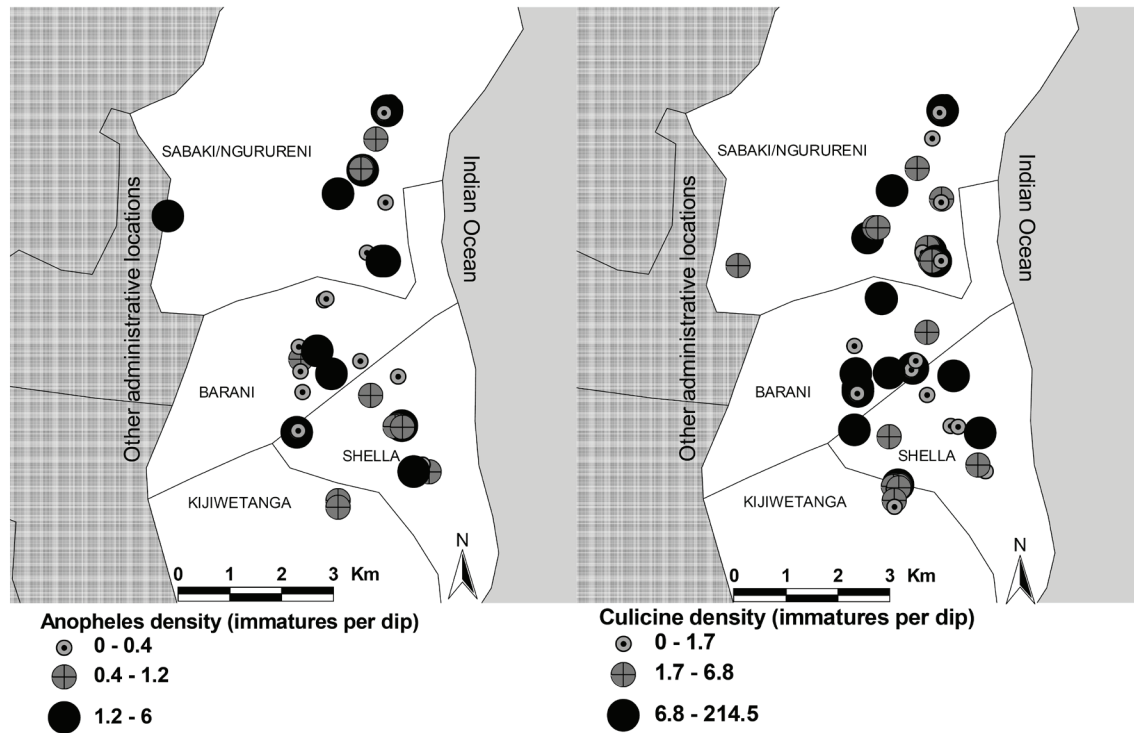 SABAKI/NGURURENI
Other administrative locations
Indian Ocean
BARANI
SHELLA
KIJIWETANGA
N
0 1 2 3 Km
Anopheles density (immatures per dip)
0 - 0.4
0.4 - 1.2
1.2 - 6
SABAKI/NGURURENI
Other administrative locations
Indian Ocean
BARANI
SHELLA
KIJIWETANGA
N
0 1 2 3 Km
Culicine density (immatures per dip)
0 - 1.7
1.7 - 6.8
6.8 - 214.5